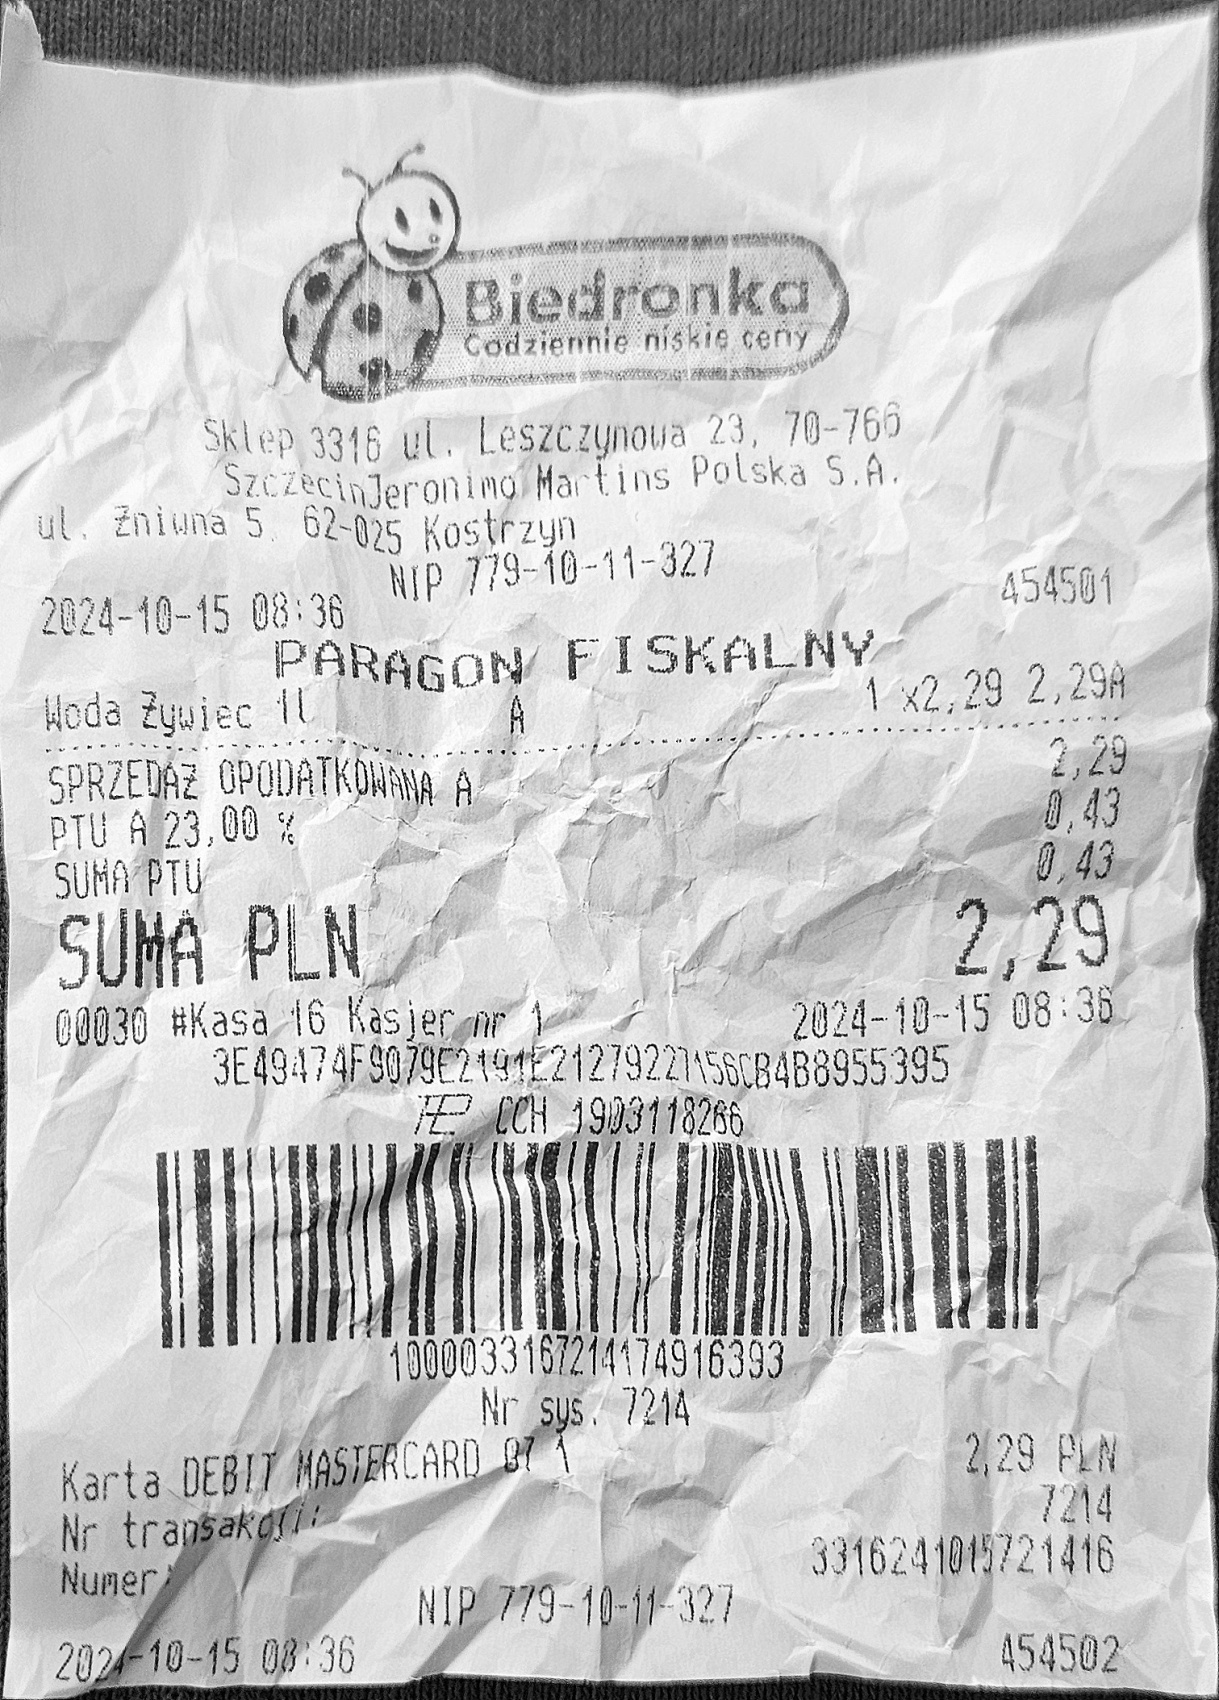 Biedronka
Codziennie niskie ceny
Sklep 3316 ul. Leszczynowa 23, 70-766
SzczecinJeronimo Martins Polska S.A.
ul. Żniwna 5, 62-025 Kostrzyn
NIP 779-10-11-327
2024-10-15 08:36 454501
PARAGON FISKALNY
Woda Żywiec 1l A 1 x2,29 2,29A
SPRZEDAŻ OPODATKOWANA A 2,29
PTU A 23,00 % 0,43
SUMA PTU 0,43
SUMA PLN 2,29
00030 #Kasa 16 Kasjer nr 1 2024-10-15 08:36
CCH 1903118266
1000033167214174916393
Nr sys. 7214
Karta DEBIT MASTERCARD 07 1 2,29 PLN
Nr transakcji: 7214
Numer: 3316241015721416
NIP 779-10-11-327
2024-10-15 08:36 454502